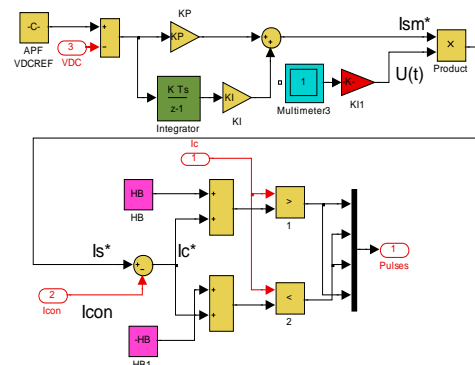 KP
Ism*
-C-
+
-
KP
+
+
×
APF
VDCREF
3
VDC
Product
K Ts
z-1
KI
1
-K-
U(t)
Integrator
KI
Multimeter3
KI1
Ic
1
HB
+
+
>
HB
1
Is*
+
-
Ic*
1
Pulses
2
Icon
Icon
+
+
<
2
-HB
HB1